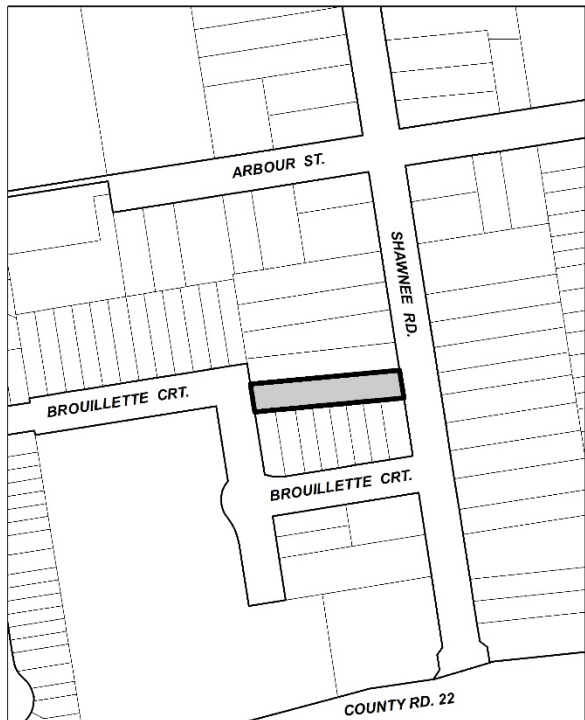 ARBOUR ST.
SHAWNEE RD.
BROUILLETTE CRT.
BROUILLETTE CRT.
COUNTY RD. 22